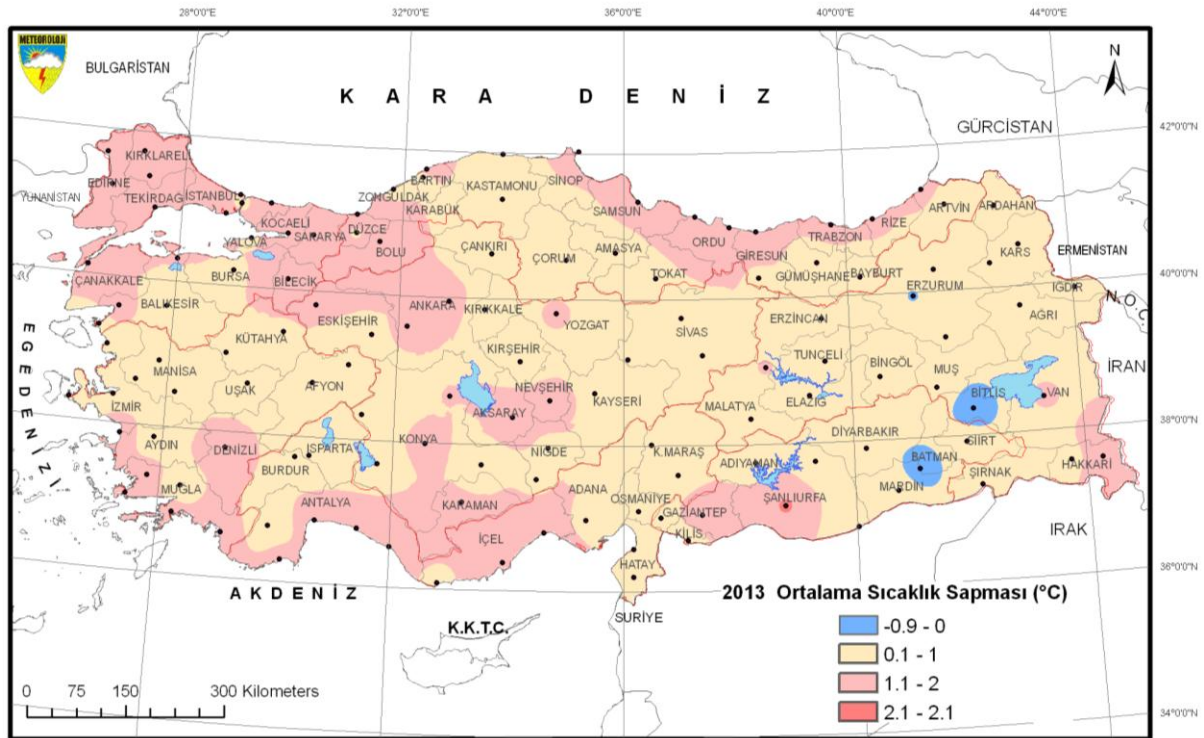 28°0'0"E 32°0'0"E 36°0'0"E 40°0'0"E 44°0'0"E
METEOROLOJİ
BULGARİSTAN
N
K A R A D E N İ Z
42°0'0"N
GÜRCİSTAN
KIRKLARELİ
EDİRNE
YUNANİSTAN
TEKİRDAĞ
İSTANBUL
KOCAELİ
YALOVA
SAKARYA
DÜZCE
BOLU
ZONGULDAK
BARTIN
KARABÜK
KASTAMONU
SİNOP
SAMSUN
ORDU
GİRESUN
TRABZON
RİZE
ARTVİN
ARDAHAN
KARS
ERMENİSTAN
ÇANKIRI
ÇORUM
AMASYA
TOKAT
GÜMÜŞHANE
BAYBURT
ERZURUM
IĞDIR
N.Ö.C.
40°0'0"N
ÇANAKKALE
BALIKESİR
BURSA
BİLECİK
ESKİŞEHİR
ANKARA
KIRIKKALE
YOZGAT
SİVAS
ERZİNCAN
AĞRI
İRAN
E G E D E N İ Z İ
KÜTAHYA
MANİSA
UŞAK
AFYON
KIRŞEHİR
NEVŞEHİR
AKSARAY
KAYSERİ
TUNCELİ
BİNGÖL
MUŞ
BİTLİS
VAN
İZMİR
MALATYA
ELAZIĞ
38°0'0"N
AYDIN
DENİZLİ
BURDUR
ISPARTA
KONYA
NİĞDE
K.MARAŞ
ADIYAMAN
DİYARBAKIR
BATMAN
SİİRT
ŞIRNAK
HAKKARİ
MARDİN
MUĞLA
ANTALYA
KARAMAN
İÇEL
ADANA
OSMANİYE
GAZİANTEP
KİLİS
ŞANLIURFA
IRAK
HATAY
36°0'0"N
A K D E N İ Z
SURİYE
K.K.T.C.
2013 Ortalama Sıcaklık Sapması (°C)
-0.9 - 0
0.1 - 1
1.1 - 2
2.1 - 2.1
0 75 150 300 Kilometers
34°0'0"N